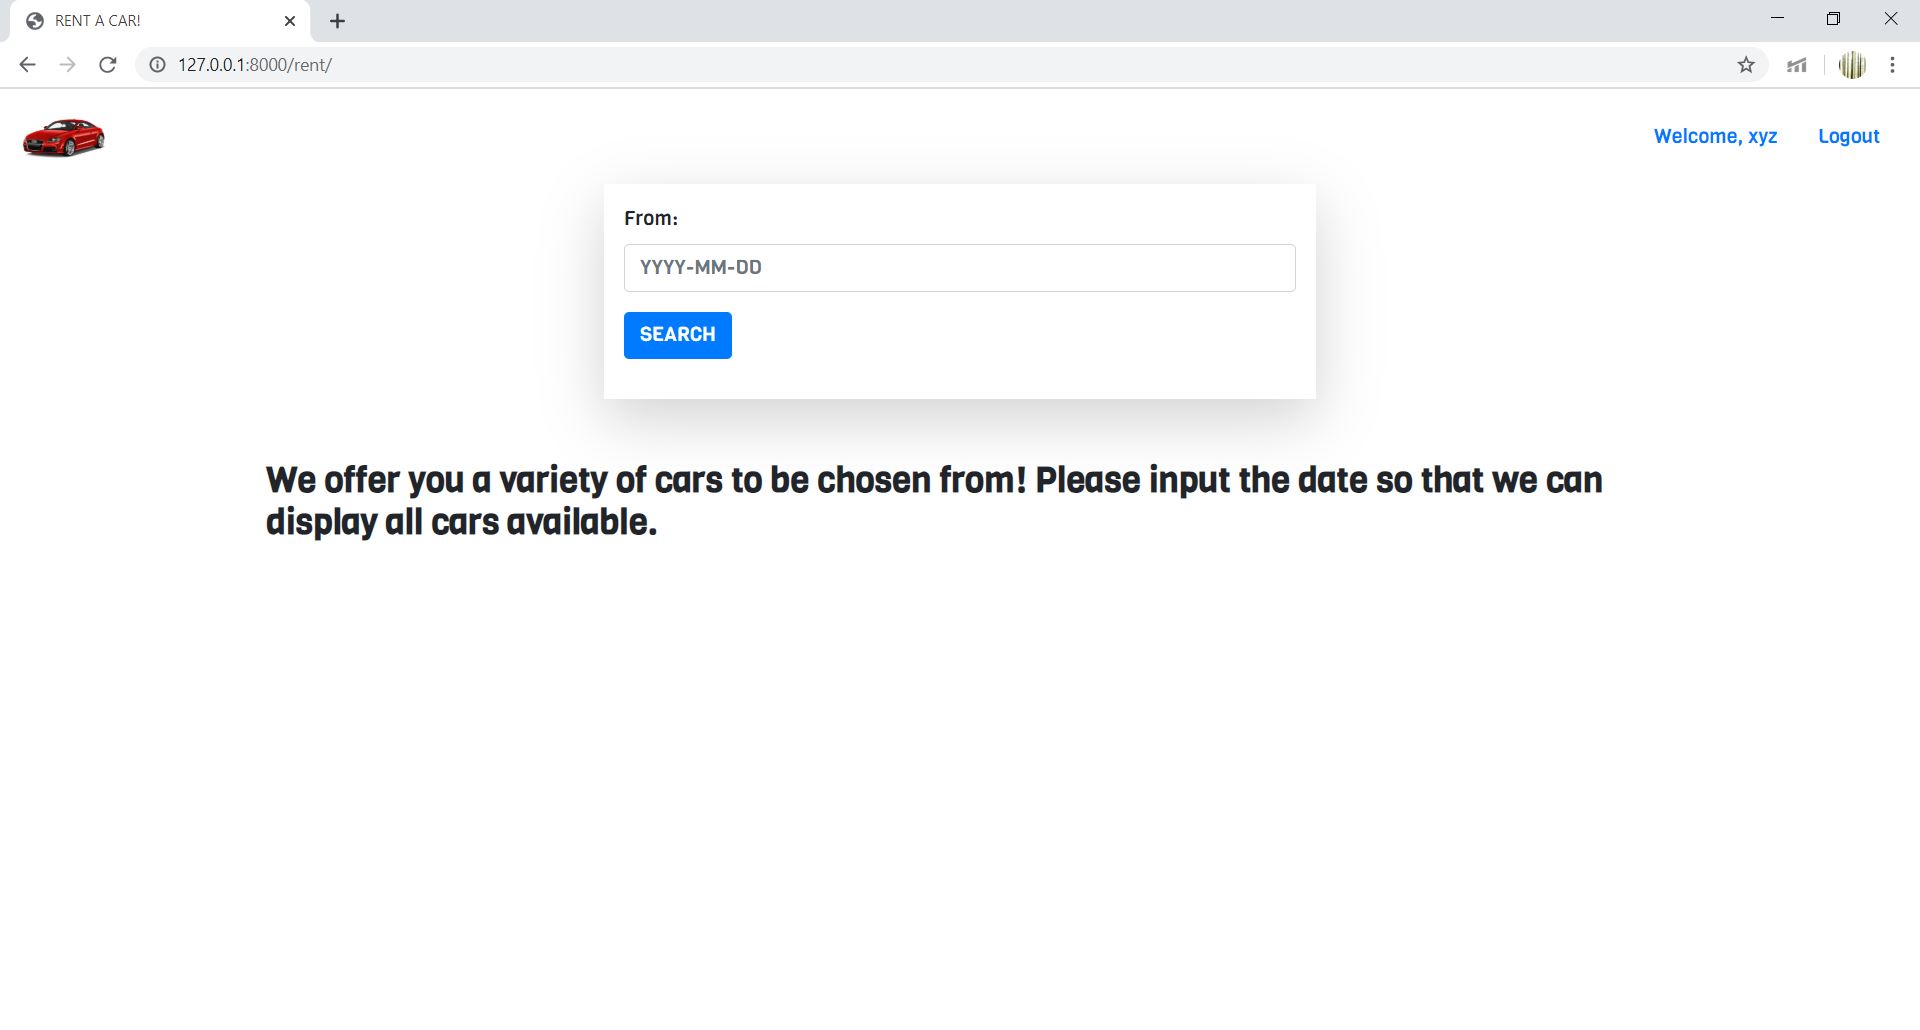 RENT A CAR!
127.0.0.1:8000/rent/
Welcome, xyz Logout
From:
YYYY-MM-DD
SEARCH
We offer you a variety of cars to be chosen from! Please input the date so that we can
display all cars available.